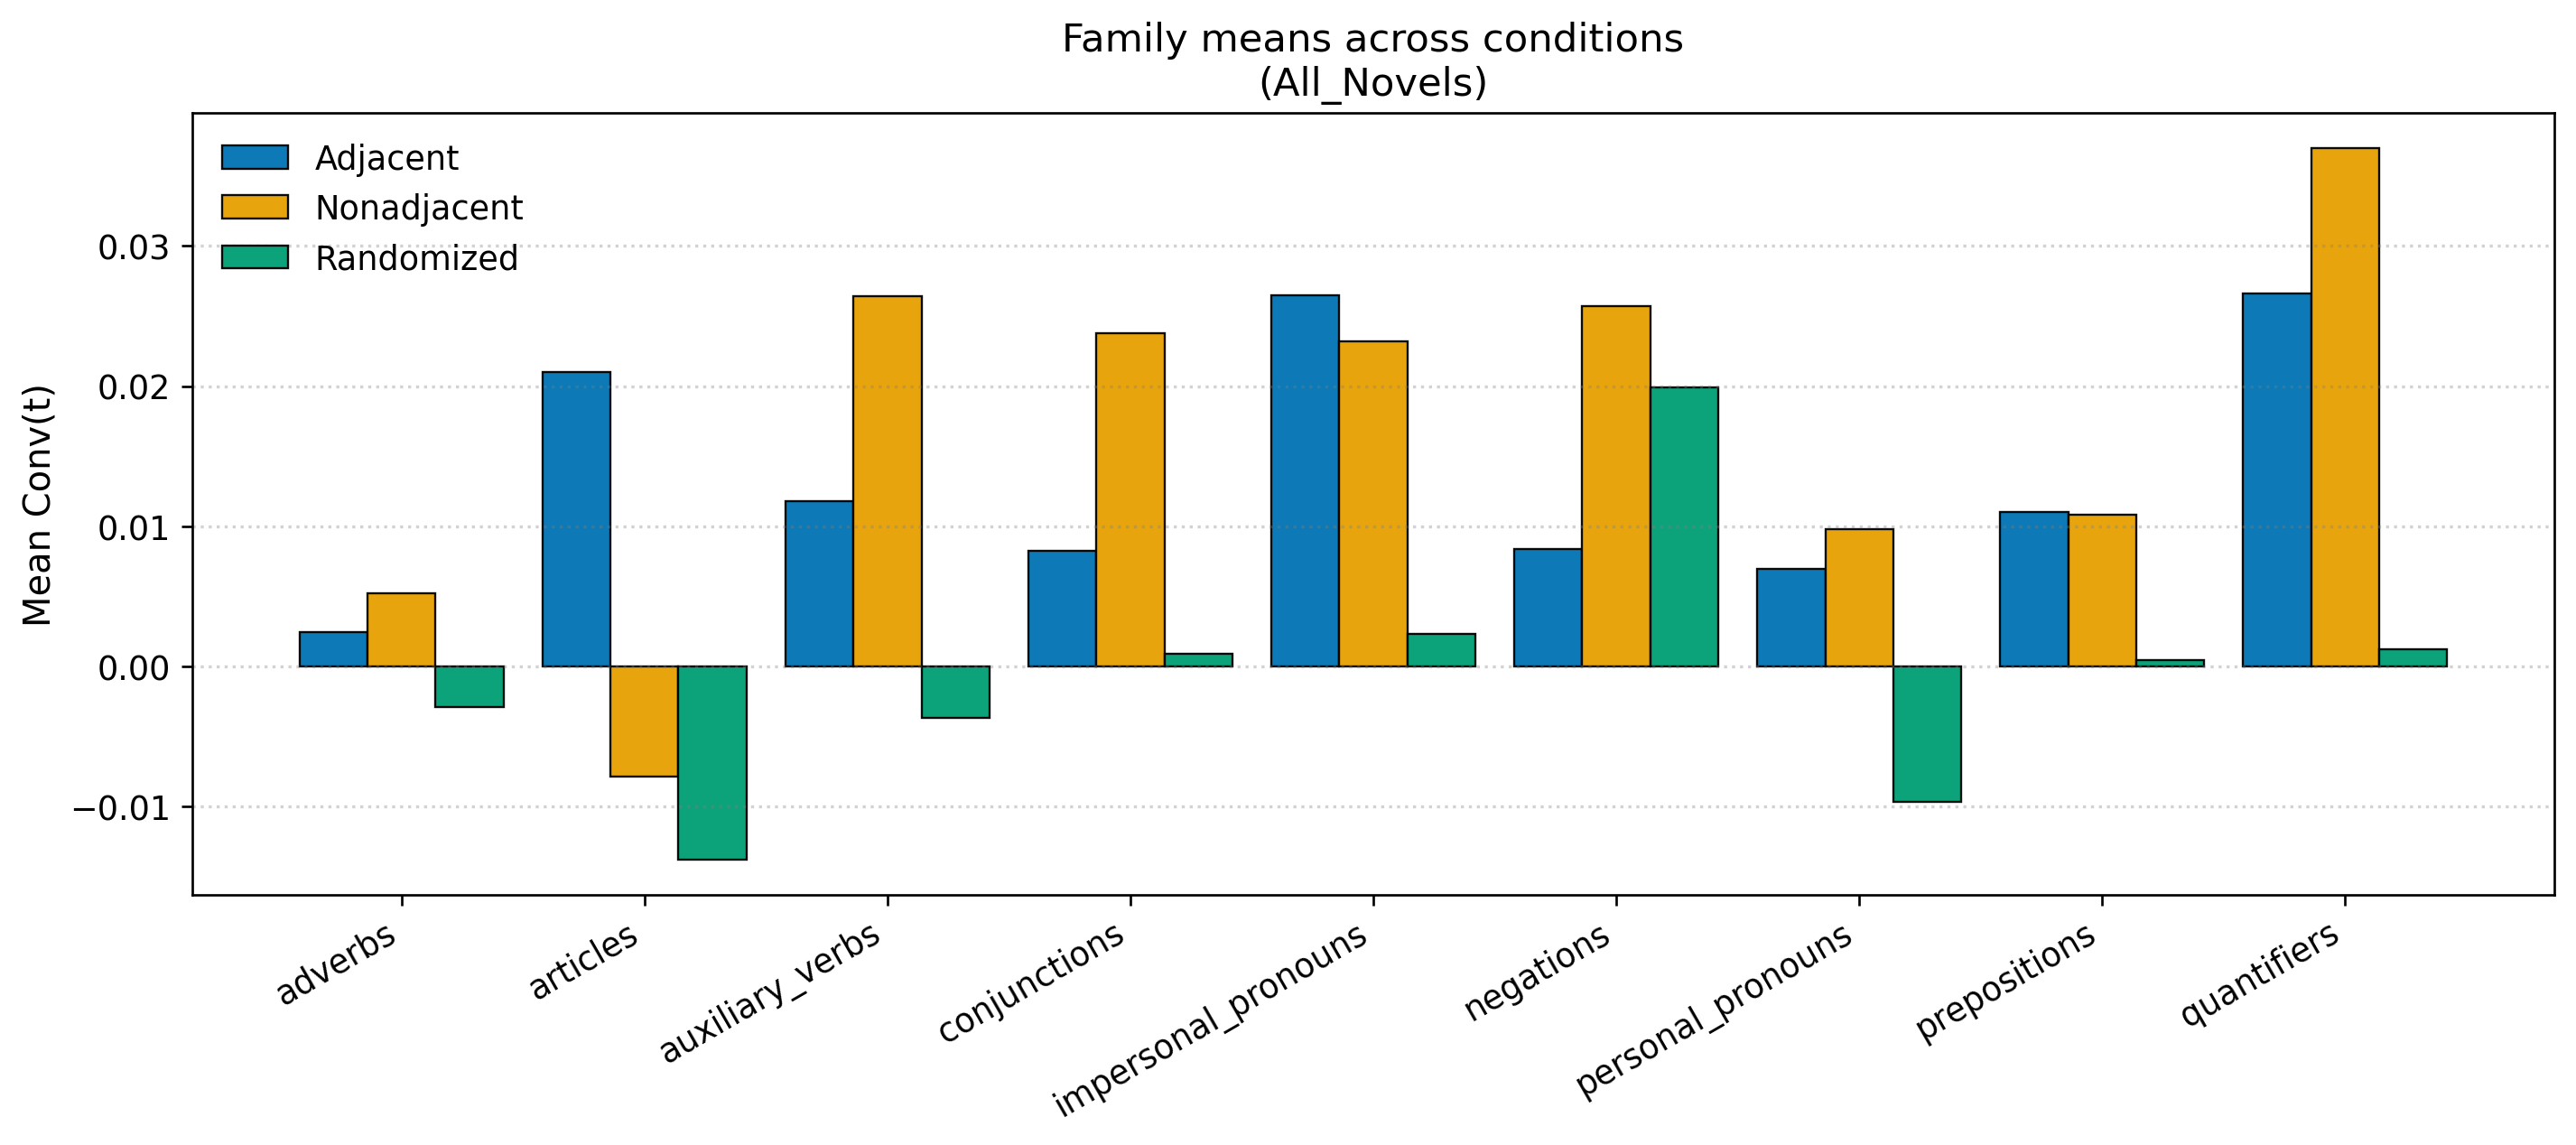 Family means across conditions
(All_Novels)
Adjacent
Nonadjacent
Randomized
Mean Conv(t)
0.03
0.02
0.01
0.00
−0.01
adverbs
articles
auxiliary_verbs
conjunctions
impersonal_pronouns
negations
personal_pronouns
prepositions
quantifiers